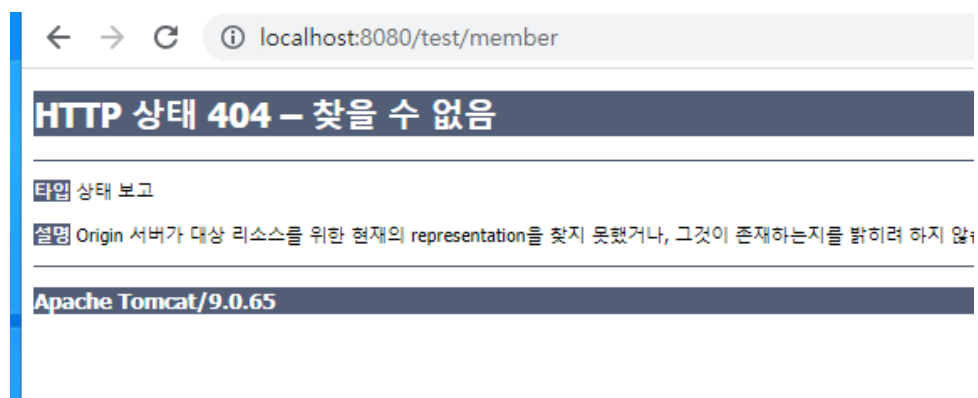 localhost:8080/test/member
HTTP 상태 404 – 찾을 수 없음
타입 상태 보고
설명 Origin 서버가 대상 리소스를 위한 현재의 representation을 찾지 못했거나, 그것이 존재하는지를 밝히려 하지 않
Apache Tomcat/9.0.65